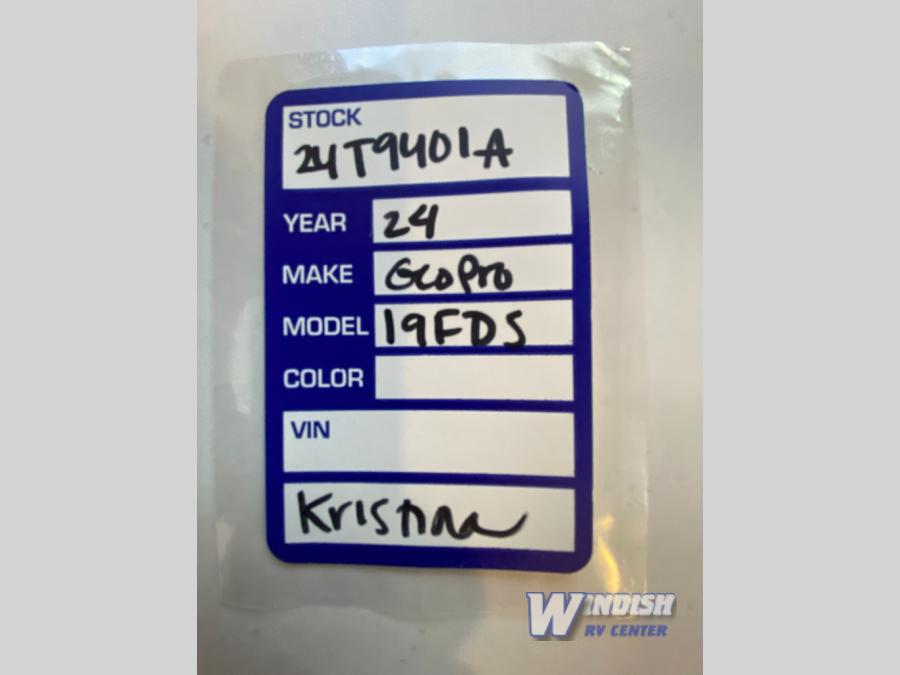 STOCK
24T9401A
YEAR 24
MAKE GeoPro
MODEL 19FDS
COLOR
VIN
Kristina
WINDISH
RV CENTER